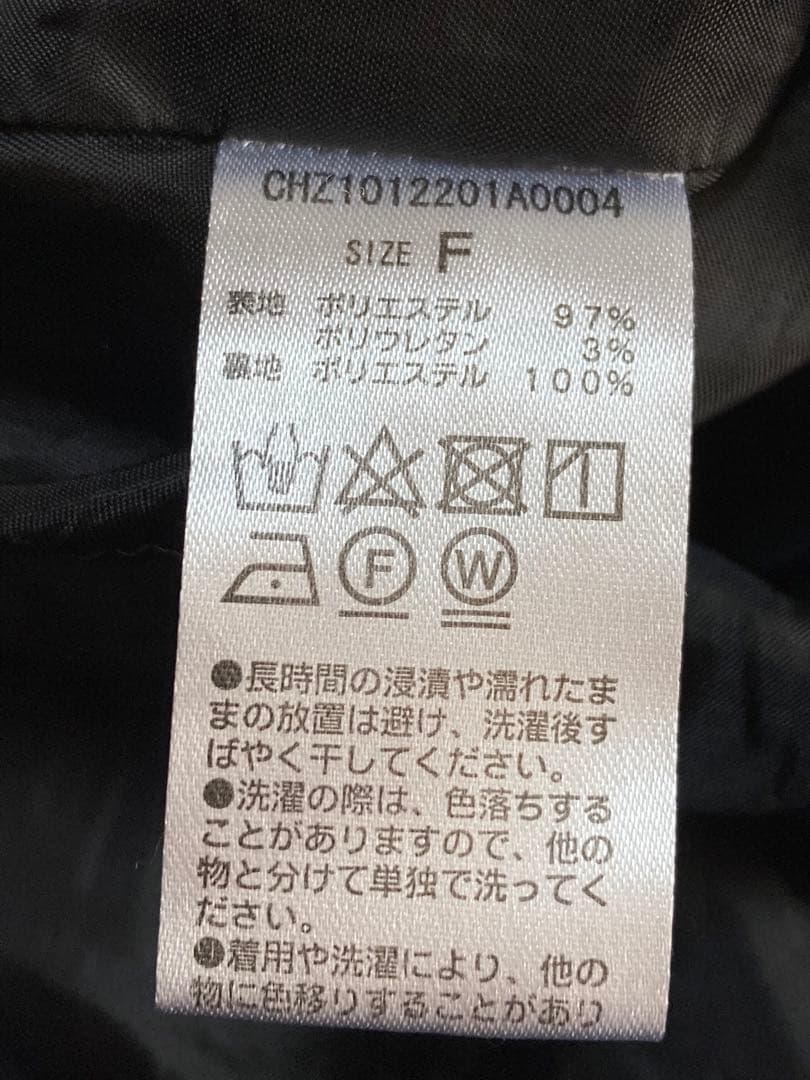 CHZ1012201A0004
SIZE F
表地 ポリエステル 97%
ポリウレタン 3%
裏地 ポリエステル 100%
F W
●長時間の浸漬や濡れたま
まの放置は避け、洗濯後す
ばやく干してください。
●洗濯の際は、色落ちする
ことがありますので、他の
物と分けて単独で洗ってく
ださい。
●着用や洗濯により、他の
物に色移りすることがあり